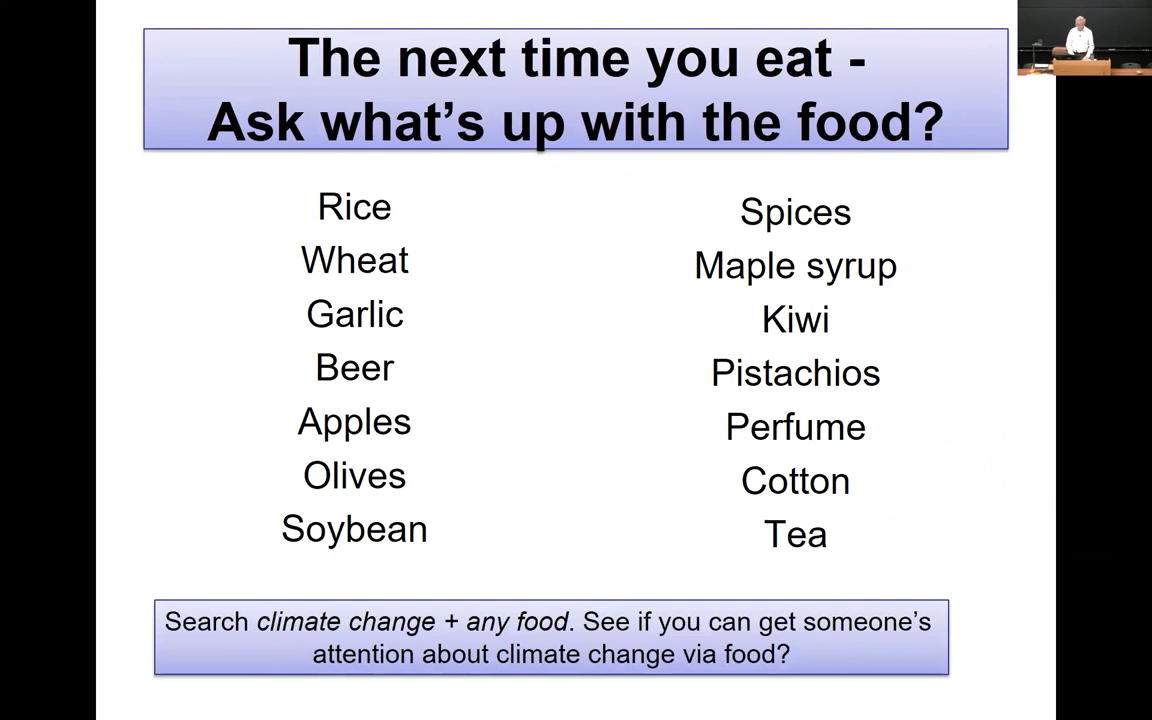 The next time you eat -
Ask what’s up with the food?
Rice
Wheat
Garlic
Beer
Apples
Olives
Soybean
Spices
Maple syrup
Kiwi
Pistachios
Perfume
Cotton
Tea
Search climate change + any food. See if you can get someone’s
attention about climate change via food?